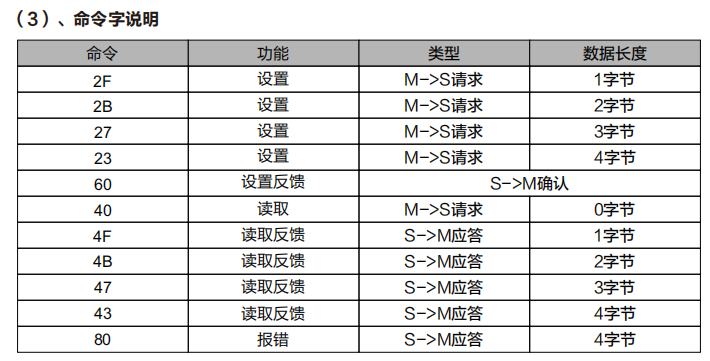 （3）、命令字说明
命令 功能 类型 数据长度
2F 设置 M->S请求 1字节
2B 设置 M->S请求 2字节
27 设置 M->S请求 3字节
23 设置 M->S请求 4字节
60 设置反馈 S->M确认
40 读取 M->S请求 0字节
4F 读取反馈 S->M应答 1字节
4B 读取反馈 S->M应答 2字节
47 读取反馈 S->M应答 3字节
43 读取反馈 S->M应答 4字节
80 报错 S->M应答 4字节